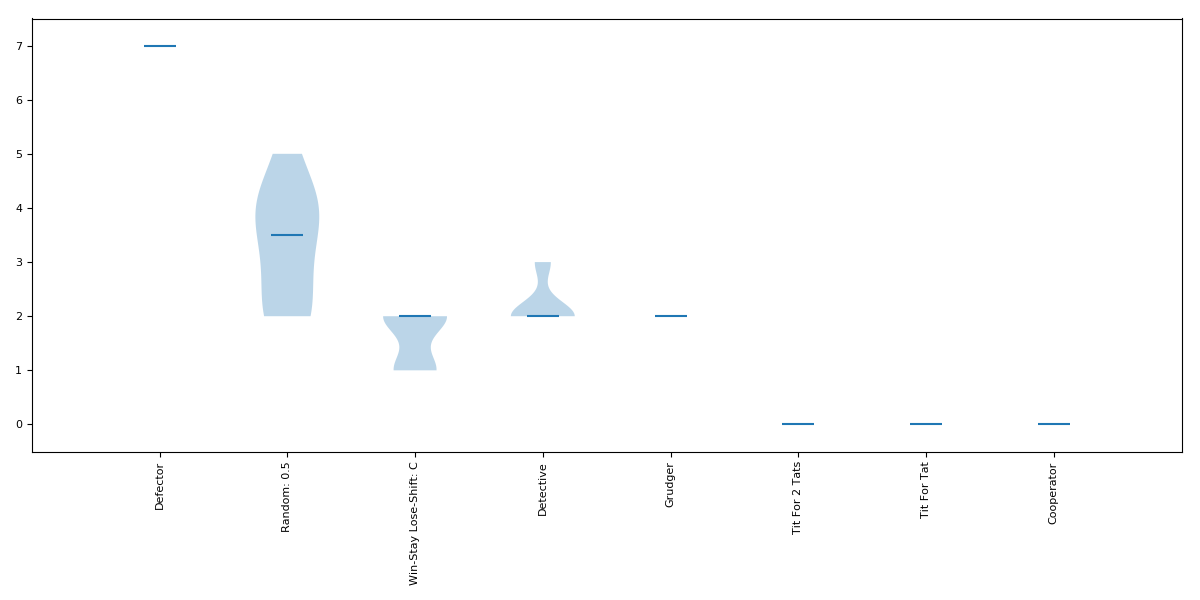 7
6
5
4
3
2
1
0
Defector
Random: 0.5
Win-Stay Lose-Shift: C
Detective
Grudger
Tit For 2 Tats
Tit For Tat
Cooperator